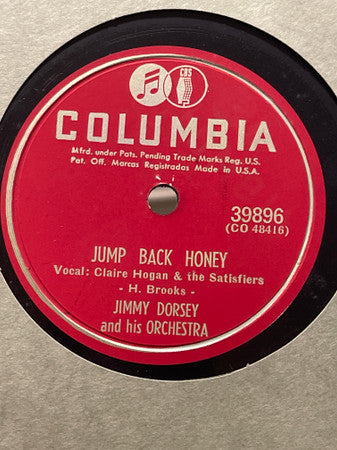 CBS
COLUMBIA
Mfrd. under Pats. Pending Trade Marks Reg. U.S.
Pat. Off. Marcas Registradas Made in U.S.A.
39896
(CO 48416)
JUMP BACK HONEY
Vocal: Claire Hogan & the Satisfiers
- H. Brooks -
JIMMY DORSEY
and his ORCHESTRA